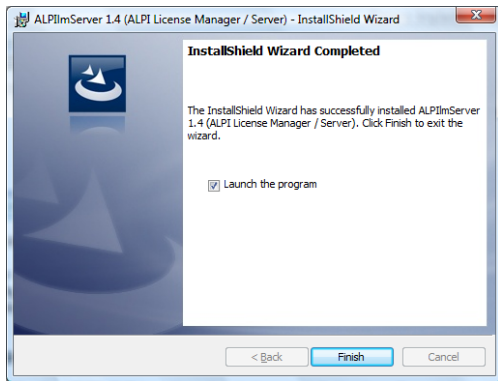 ALPIlmServer 1.4 (ALPI License Manager / Server) - InstallShield Wizard
InstallShield Wizard Completed
The InstallShield Wizard has successfully installed ALPIlmServer
1.4 (ALPI License Manager / Server). Click Finish to exit the
wizard.
Launch the program
< Back
Finish
Cancel